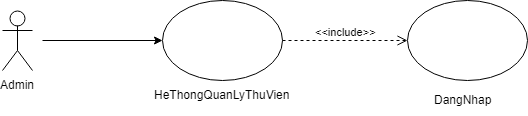 <<include>>
Admin
HeThongQuanLyThuVien
DangNhap